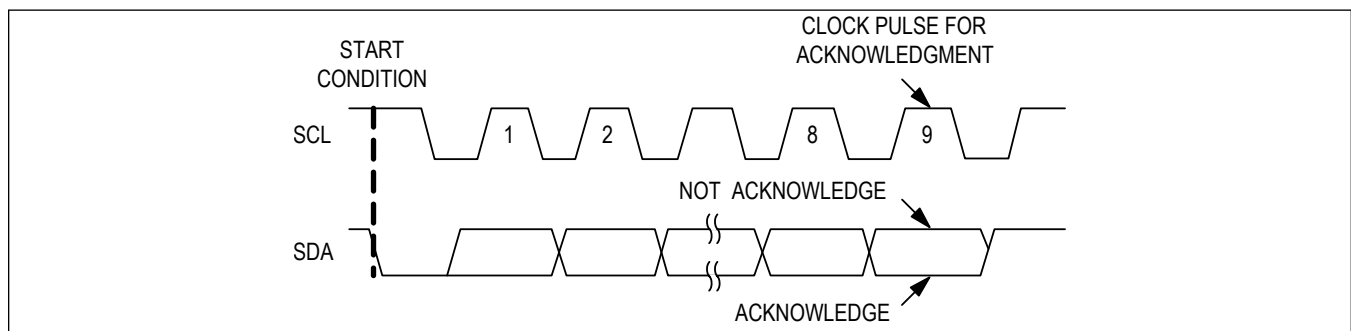 START
CONDITION
CLOCK PULSE FOR
ACKNOWLEDGMENT
SCL
1 2 8 9
NOT ACKNOWLEDGE
SDA
ACKNOWLEDGE